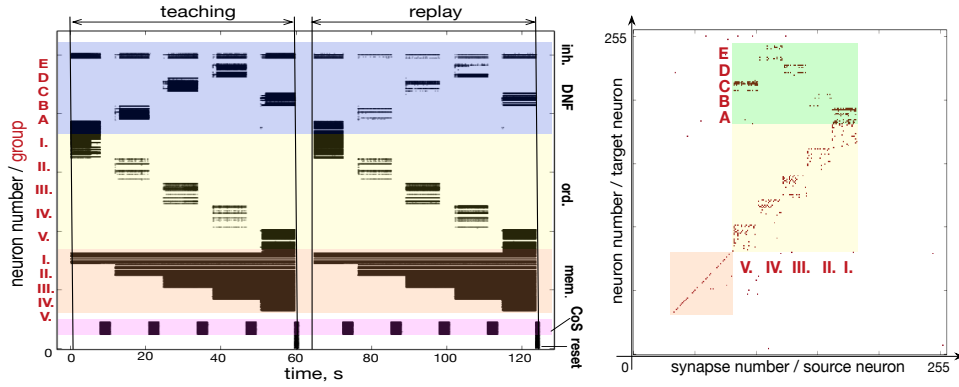 teaching
replay
neuron number / group
E
D
C
B
A
I.
II.
III.
IV.
V.
I.
II.
III.
IV.
V.
0
inh.
DNF
ord.
mem.
CoS
reset
0
20
40
60
80
100
120
time, s
255
neuron number / target neuron
E
D
C
B
A
V.
IV.
III.
II.
I.
0
255
synapse number / source neuron